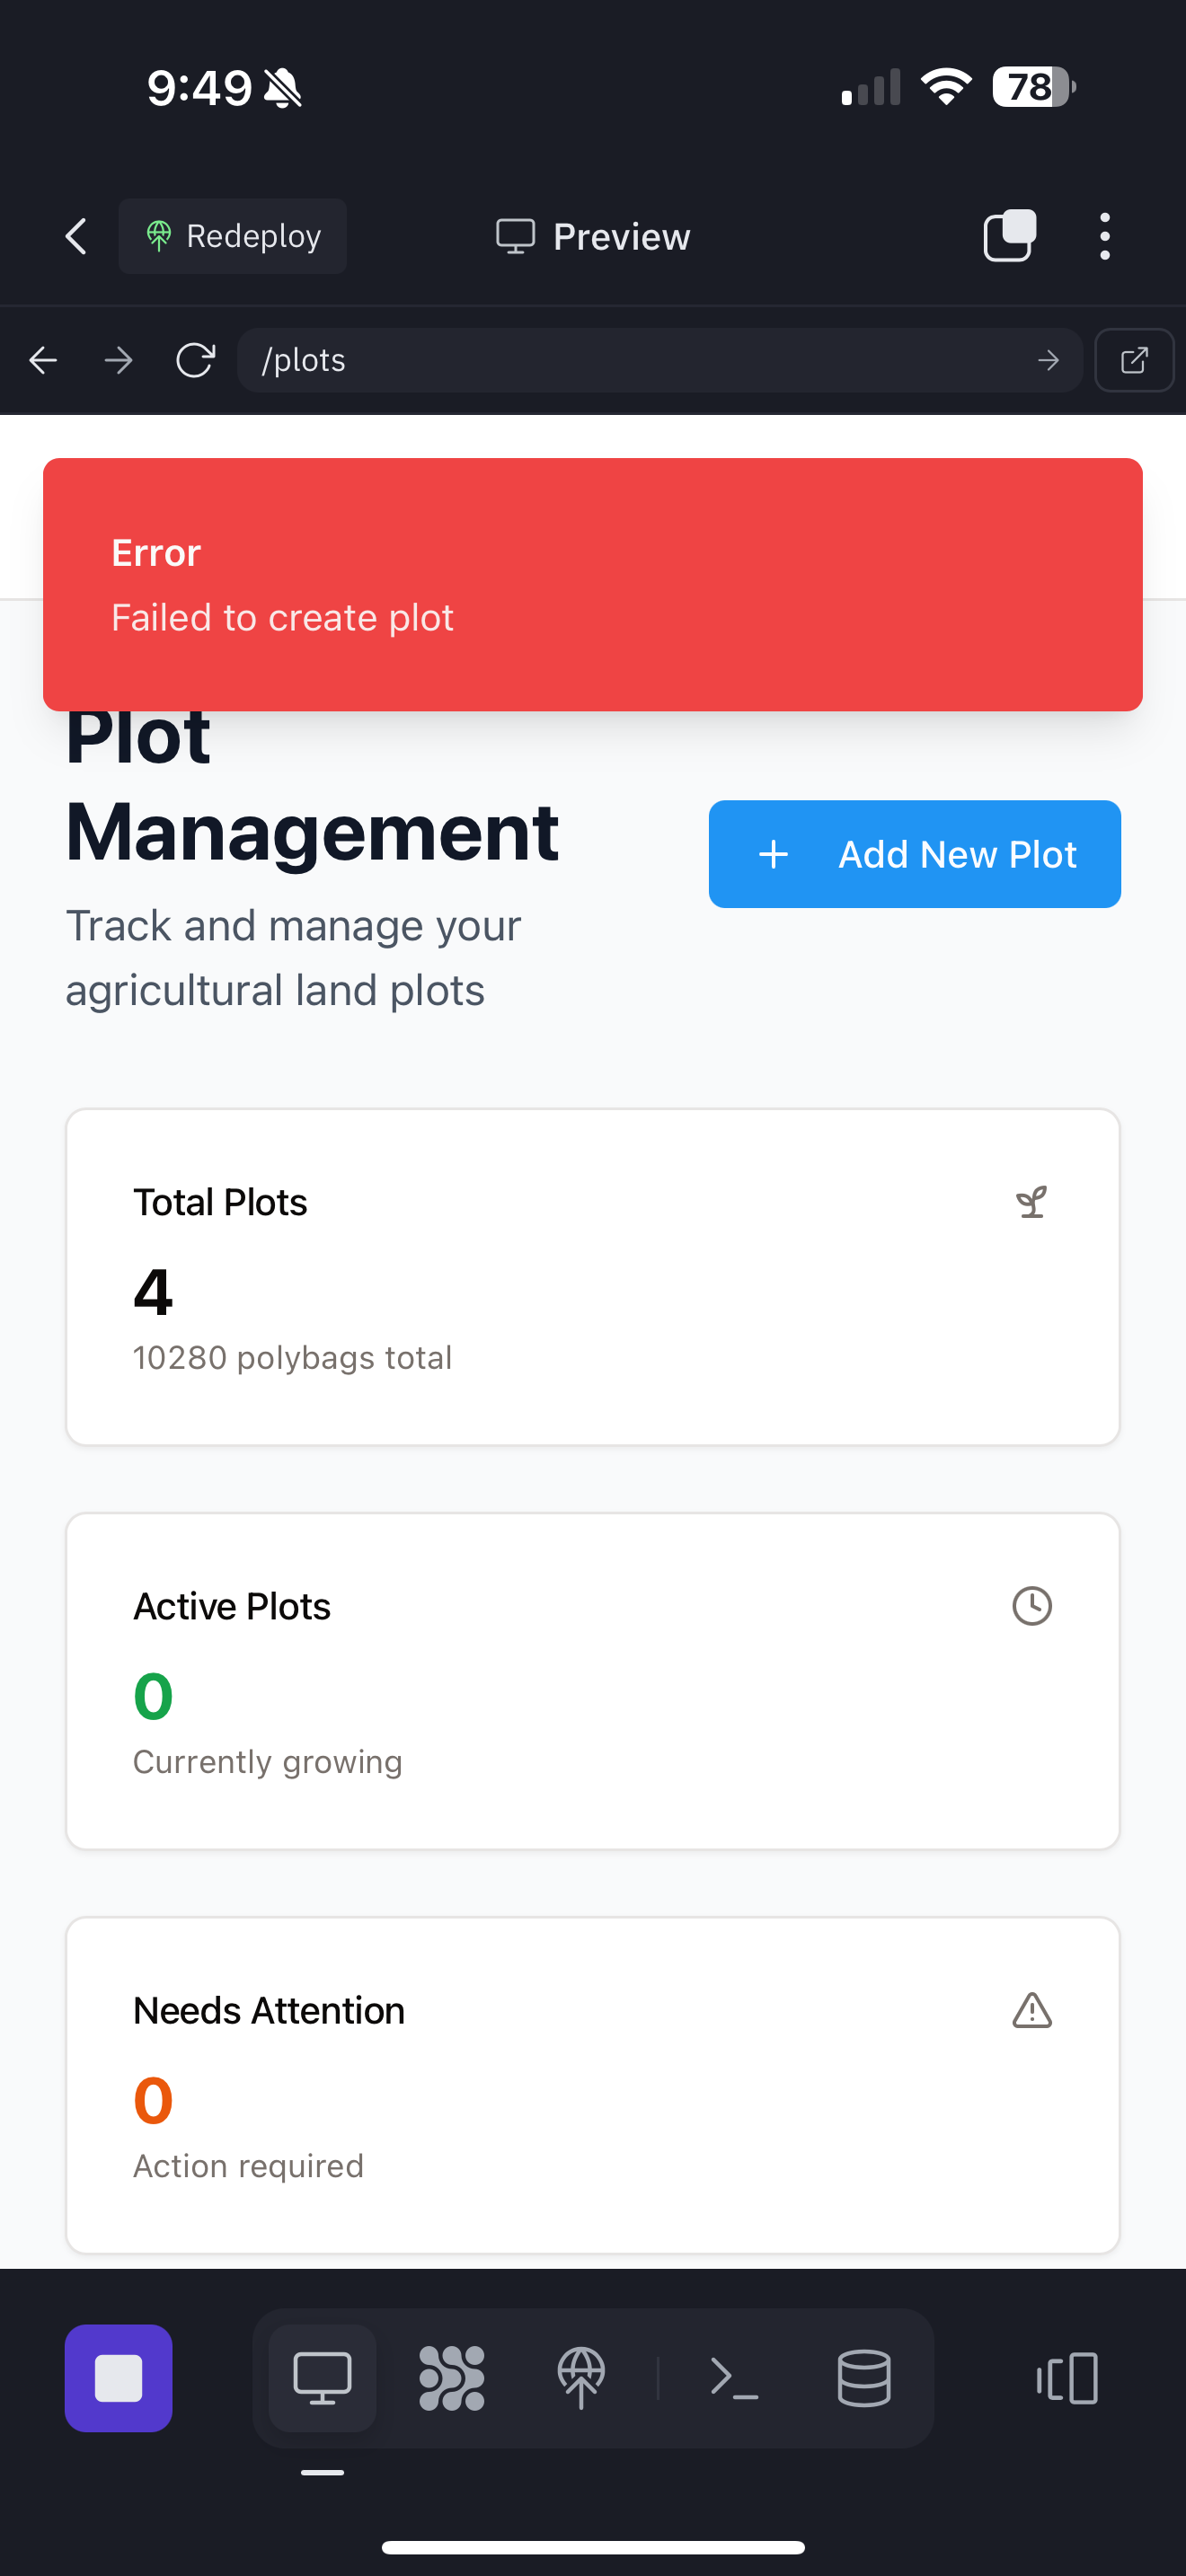 9:49
78
Redeploy
Preview
/plots
Error
Failed to create plot
Plot
Management
Add New Plot
Track and manage your
agricultural land plots
Total Plots
4
10280 polybags total
Active Plots
0
Currently growing
Needs Attention
0
Action required